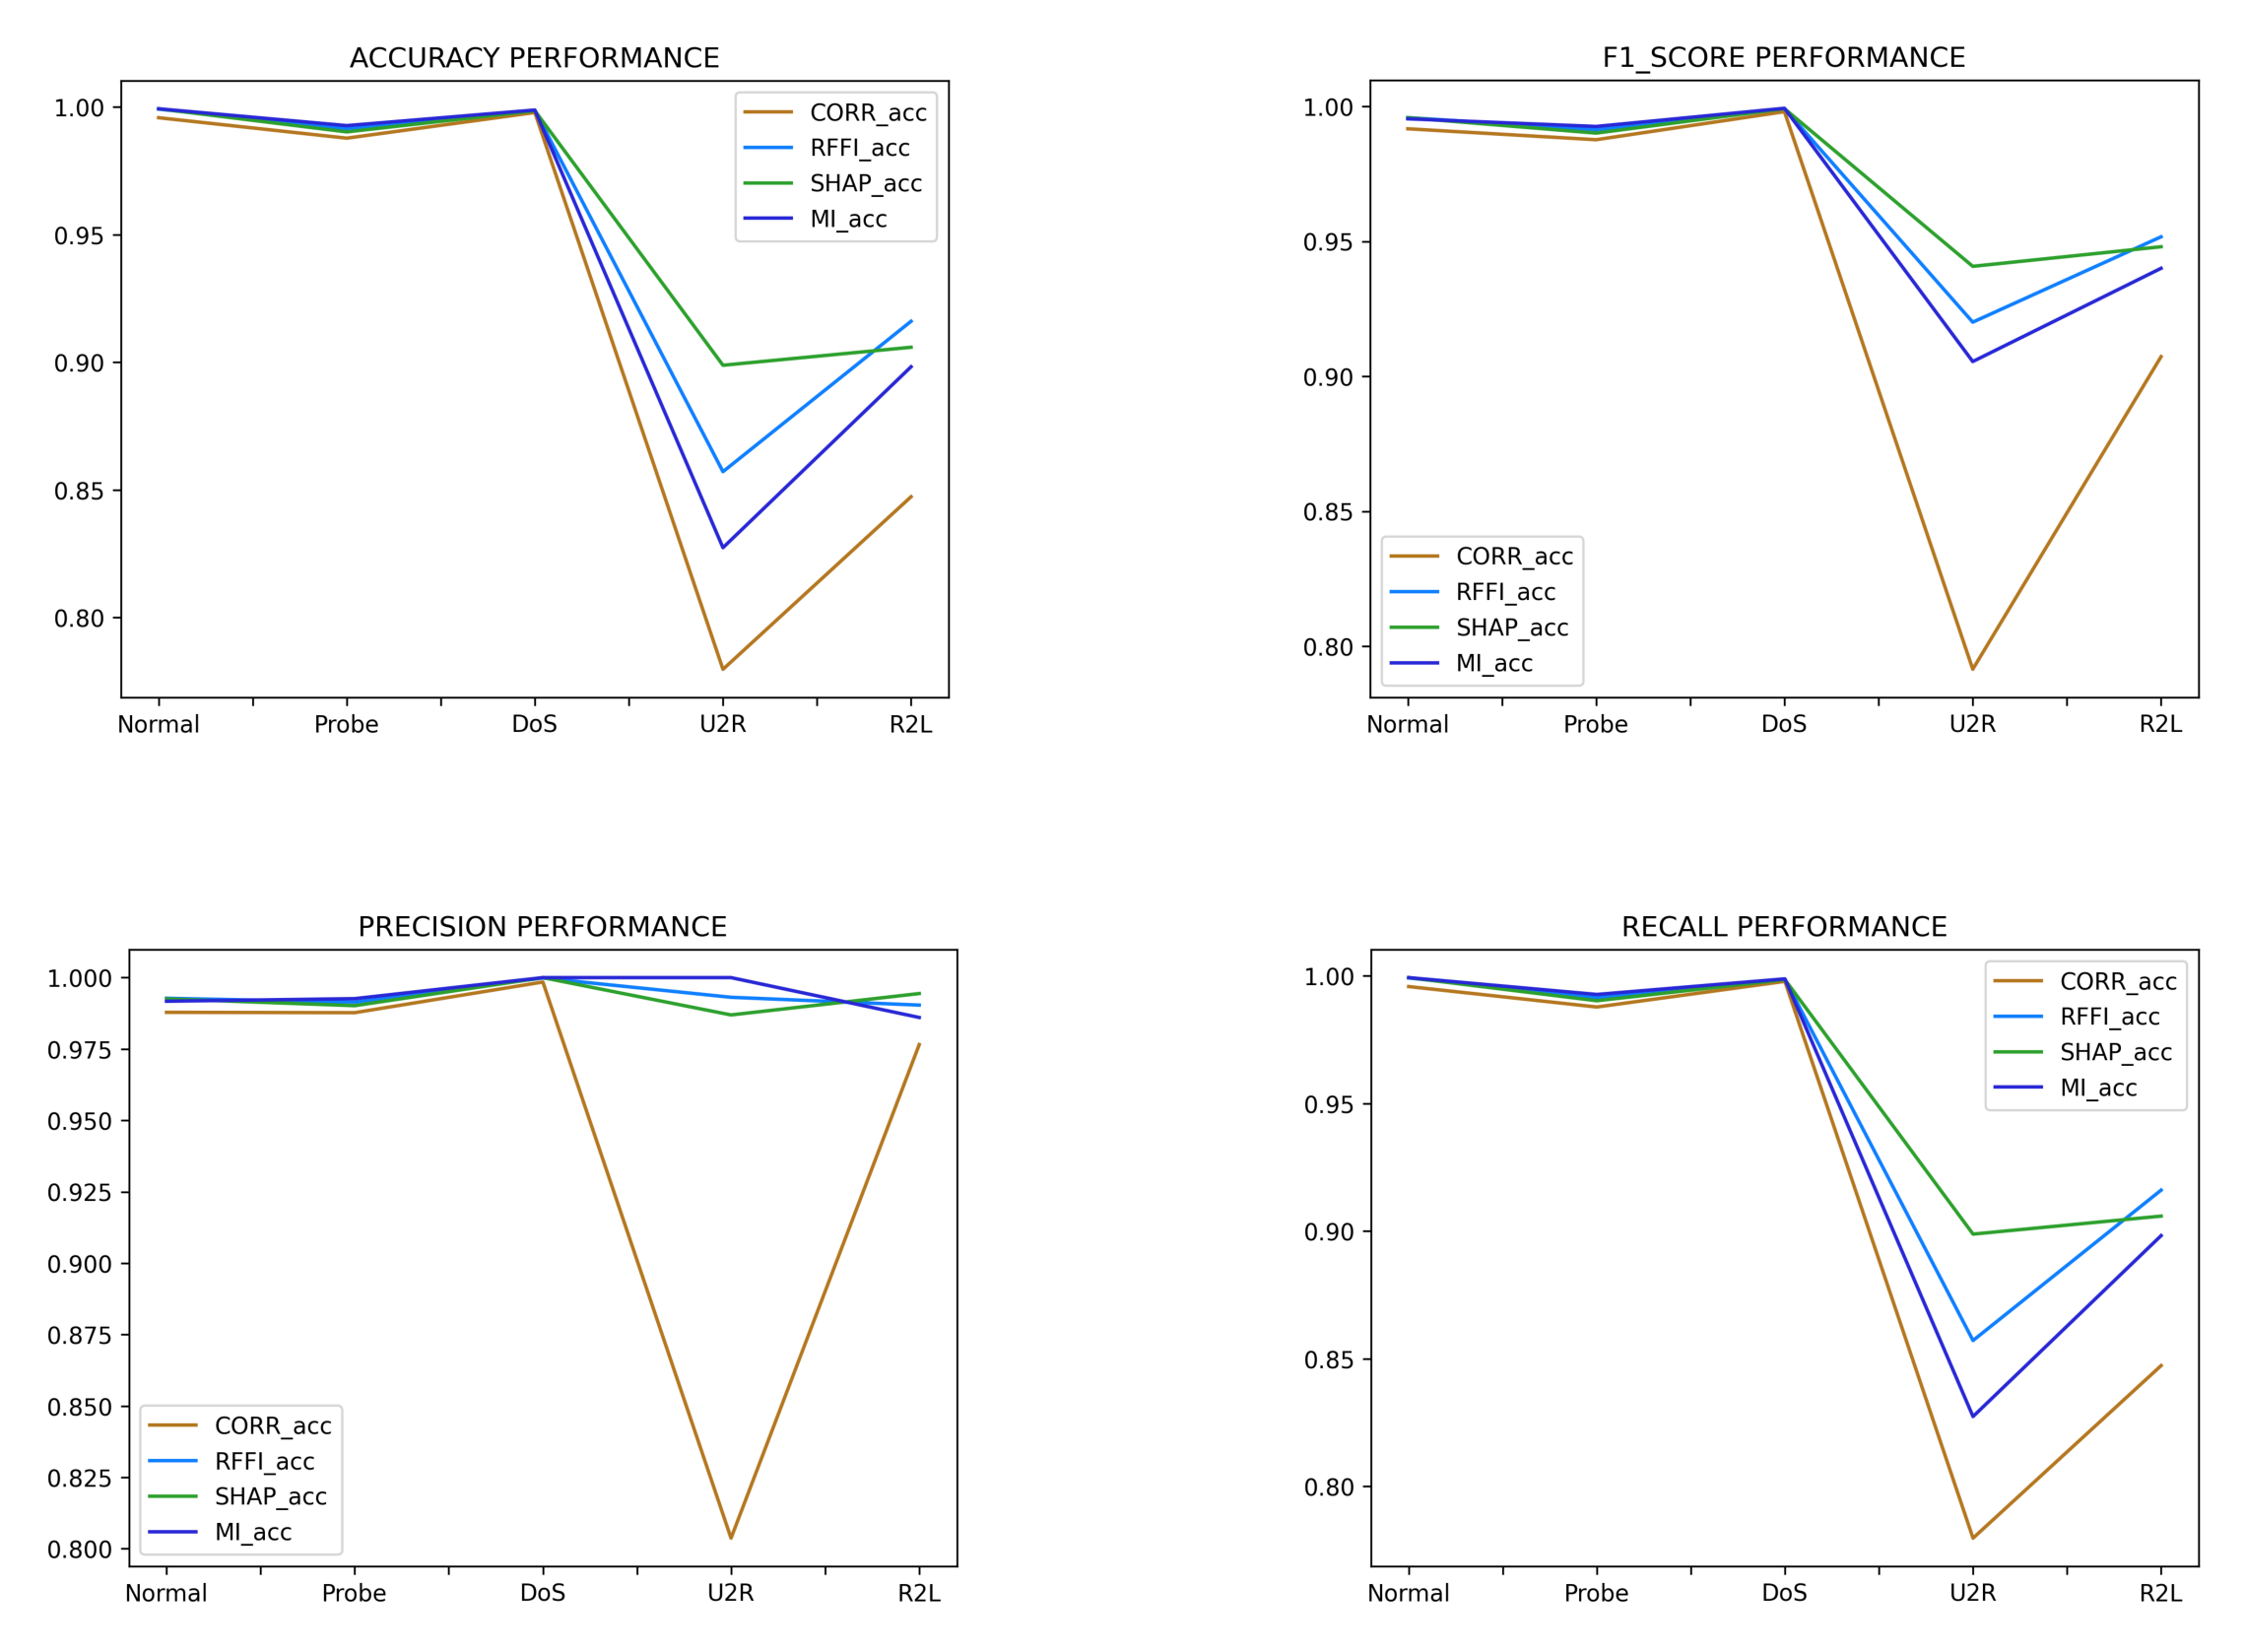 ACCURACY PERFORMANCE
1.00
0.95
0.90
0.85
0.80
CORR_acc
RFFI_acc
SHAP_acc
MI_acc
Normal Probe DoS U2R R2L
F1_SCORE PERFORMANCE
1.00
0.95
0.90
0.85
0.80
CORR_acc
RFFI_acc
SHAP_acc
MI_acc
Normal Probe DoS U2R R2L
PRECISION PERFORMANCE
1.000
0.975
0.950
0.925
0.900
0.875
0.850
0.825
0.800
CORR_acc
RFFI_acc
SHAP_acc
MI_acc
Normal Probe DoS U2R R2L
RECALL PERFORMANCE
1.00
0.95
0.90
0.85
0.80
CORR_acc
RFFI_acc
SHAP_acc
MI_acc
Normal Probe DoS U2R R2L